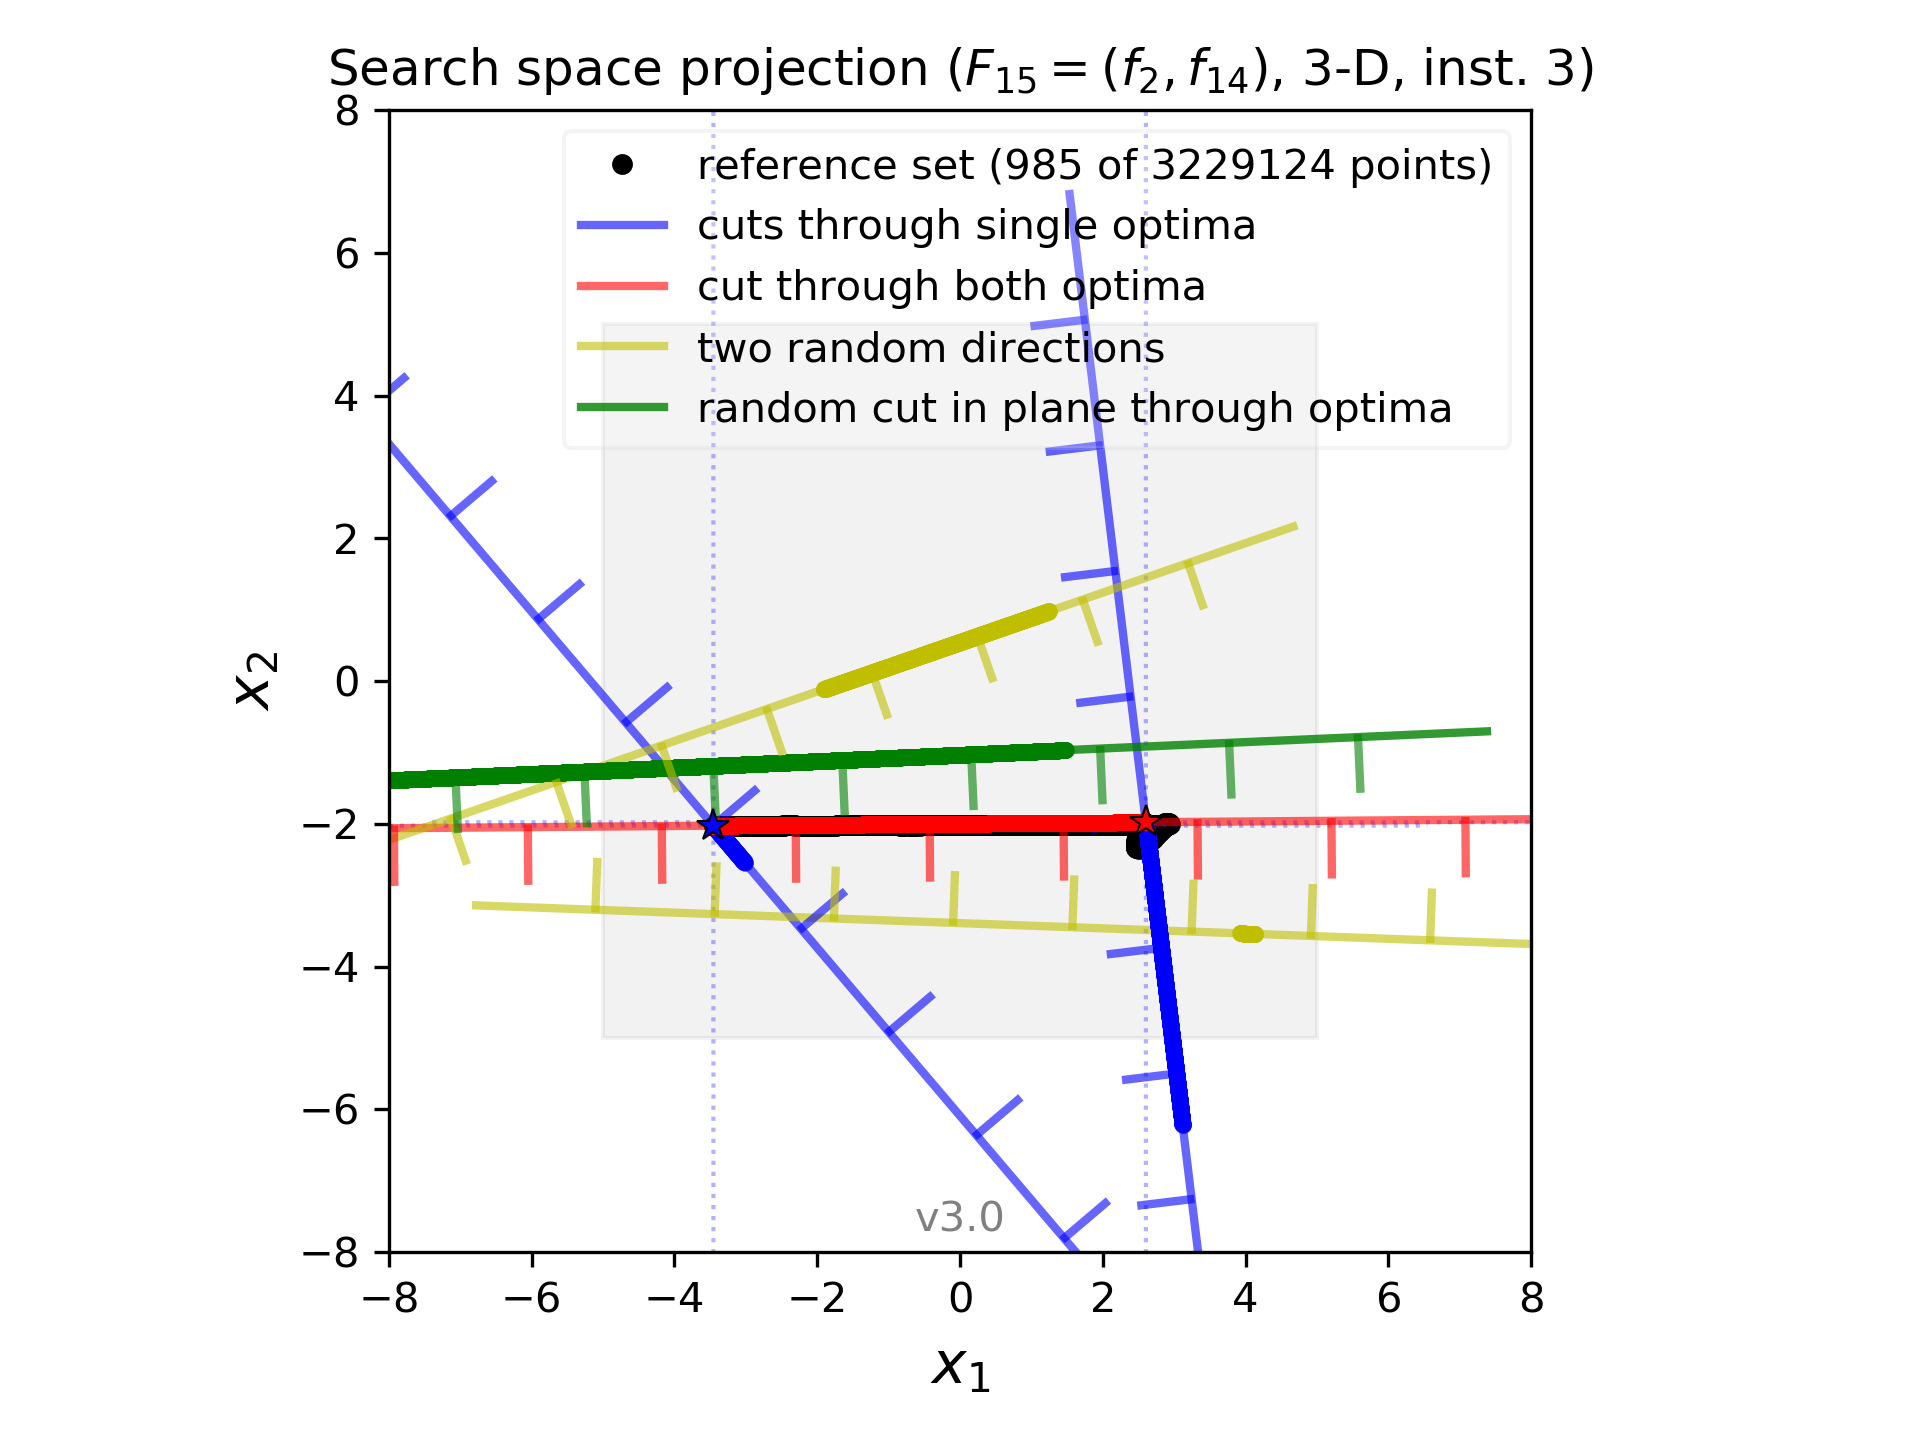 Search space projection (F₁₅ = (f₂, f₁₄), 3-D, inst. 3)
8
6
4
2
0
−2
−4
−6
−8
x₂
reference set (985 of 3229124 points)
cuts through single optima
cut through both optima
two random directions
random cut in plane through optima
v3.0
−8 −6 −4 −2 0 2 4 6 8
x₁